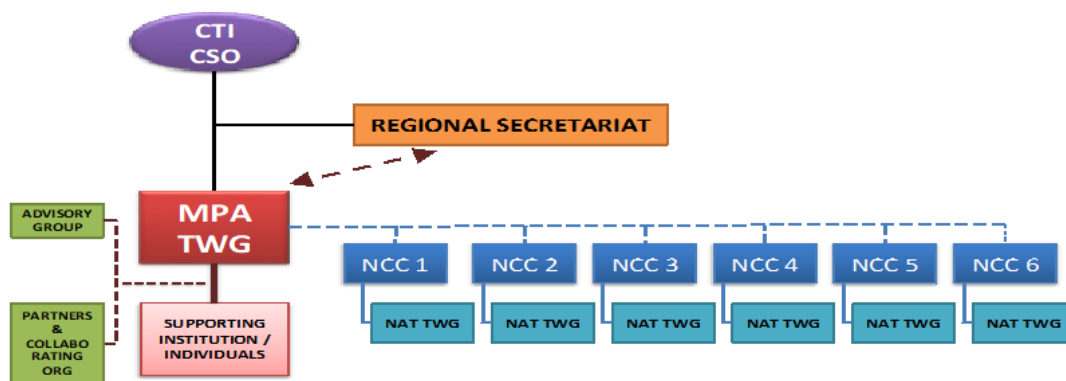 CTI
CSO
REGIONAL SECRETARIAT
MPA
TWG
ADVISORY
GROUP
NCC 1
NCC 2
NCC 3
NCC 4
NCC 5
NCC 6
PARTNERS
&
COLLABO
RATING
ORG
SUPPORTING
INSTITUTION /
INDIVIDUALS
NAT TWG
NAT TWG
NAT TWG
NAT TWG
NAT TWG
NAT TWG